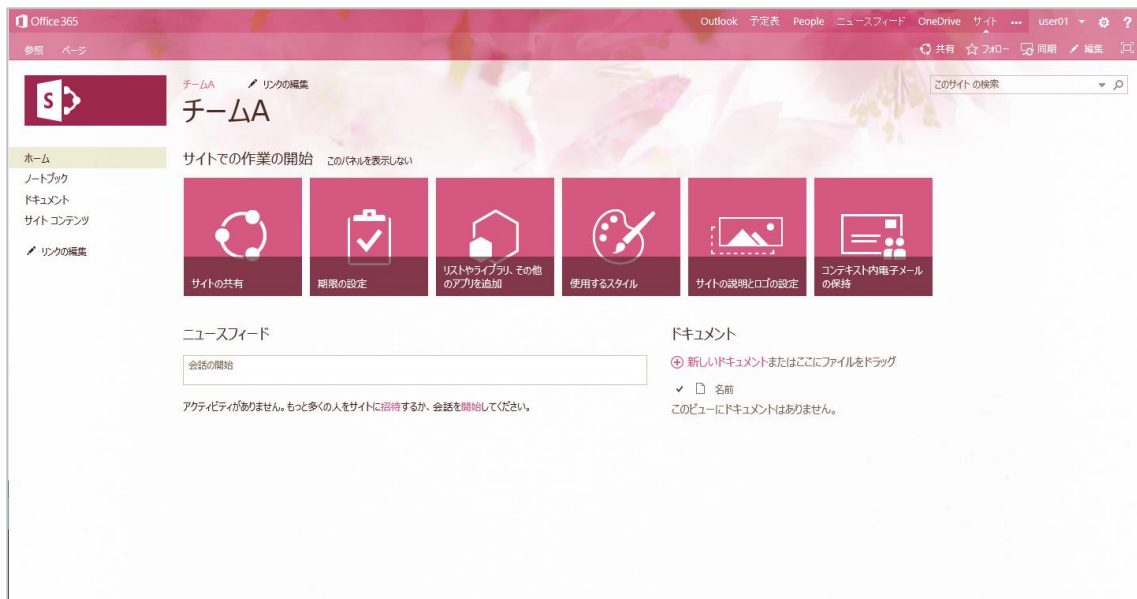 Office 365
Outlook 予定表 People ニュースフィード OneDrive サイト ... user01 ?
参照 ページ
共有 フォロー 同期 編集
S
チームA リンクの編集
このサイト の検索
チームA
ホーム
ノートブック
ドキュメント
サイト コンテンツ
リンクの編集
サイトでの作業の開始 このパネルを表示しない
サイトの共有
期限の設定
リストやライブラリ、その他
のアプリを追加
使用するスタイル
サイトの説明とロゴの設定
コンテキスト内電子メール
の保持
ニュースフィード
会話の開始
アクティビティがありません。もっと多くの人をサイトに招待するか、会話を開始してください。
ドキュメント
新しいドキュメントまたはここにファイルをドラッグ
名前
このビューにドキュメントはありません。